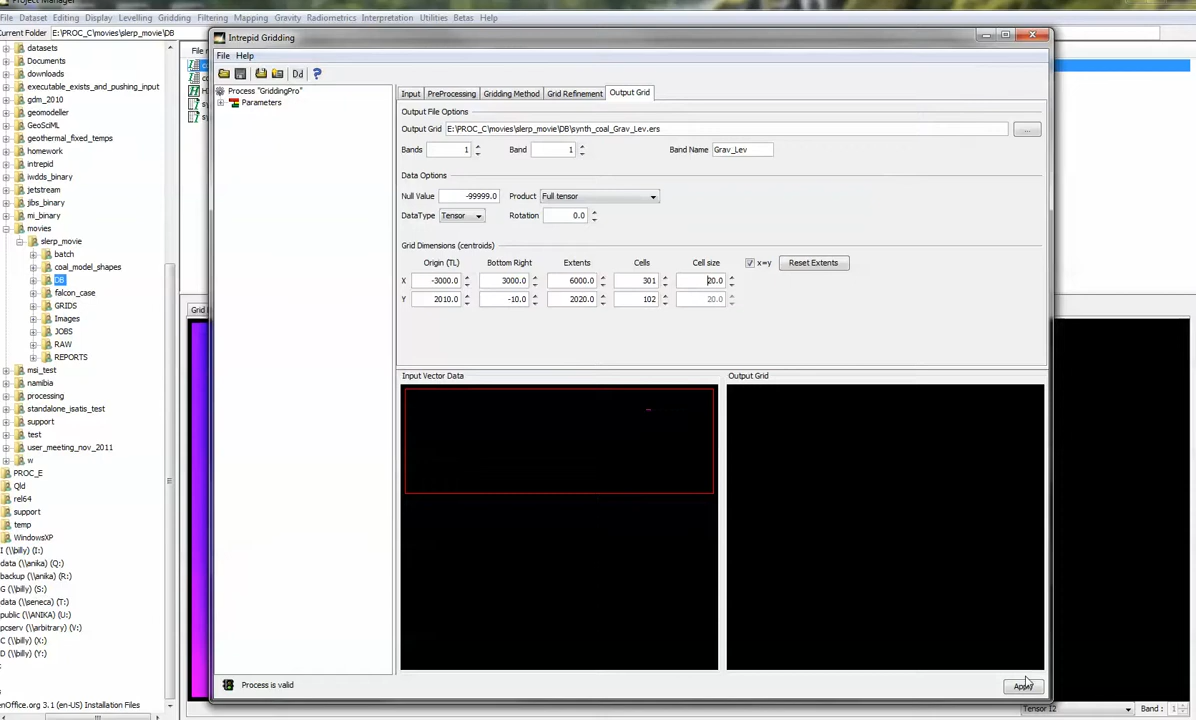 Project Manager
File Dataset Editing Display Levelling Gridding Filtering Mapping Gravity Radiometrics Interpretation Utilities Betas Help
Current Folder E:\PROC_C\movies\slerp_movie\DB
datasets
Documents
downloads
executable_exists_and_pushing_input
gdm_2010
geomodeller
GeoSciML
geothermal_fixed_temps
homework
intrepid
iwdds_binary
jetstream
jibs_binary
mi_binary
movies
slerp_movie
batch
coal_model_shapes
DB
falcon_case
GRIDS
Images
JOBS
RAW
REPORTS
msi_test
namibia
processing
standalone_isatis_test
support
test
user_meeting_nov_2011
w
PROC_E
Qld
rel64
support
temp
WindowsXP
I (\\billy) (I:)
data (\\anika) (Q:)
backup (\\anika) (R:)
G (\\billy) (S:)
data (\\seneca) (T:)
public (\\ANIKA) (U:)
pcserv (\\arbitrary) (V:)
C (\\billy) (X:)
D (\\billy) (Y:)
enOffice.org 3.1 (en-US) Installation Files
Intrepid Gridding
File Help
Dd ?
Process "GriddingPro"
Parameters
Input PreProcessing Gridding Method Grid Refinement Output Grid
Output File Options
Output Grid E:\PROC_C\movies\slerp_movie\DB\synth_coal_Grav_Lev.ers ...
Bands 1 Band 1 Band Name Grav_Lev
Data Options
Null Value -99999.0 Product Full tensor
DataType Tensor Rotation 0.0
Grid Dimensions (centroids)
Origin (TL) Bottom Right Extents Cells Cell size x=y Reset Extents
X -3000.0 3000.0 6000.0 301 20.0
Y 2010.0 -10.0 2020.0 102 20.0
Input Vector Data Output Grid
Process is valid
Apply
Tensor I2 Band : 1